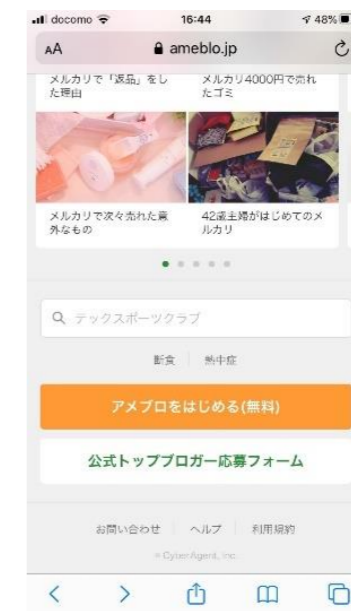 docomo 16:44 48%
AA ameblo.jp
メルカリで「返品」をし
た理由
メルカリ4000円で売れ
たゴミ
メルカリで次々売れた意
外なもの
42歳主婦がはじめてのメ
ルカリ
テックスポーツクラブ
断食 熱中症
アメブロをはじめる(無料)
公式トップブロガー応募フォーム
お問い合わせ ヘルプ 利用規約
© CyberAgent, Inc.